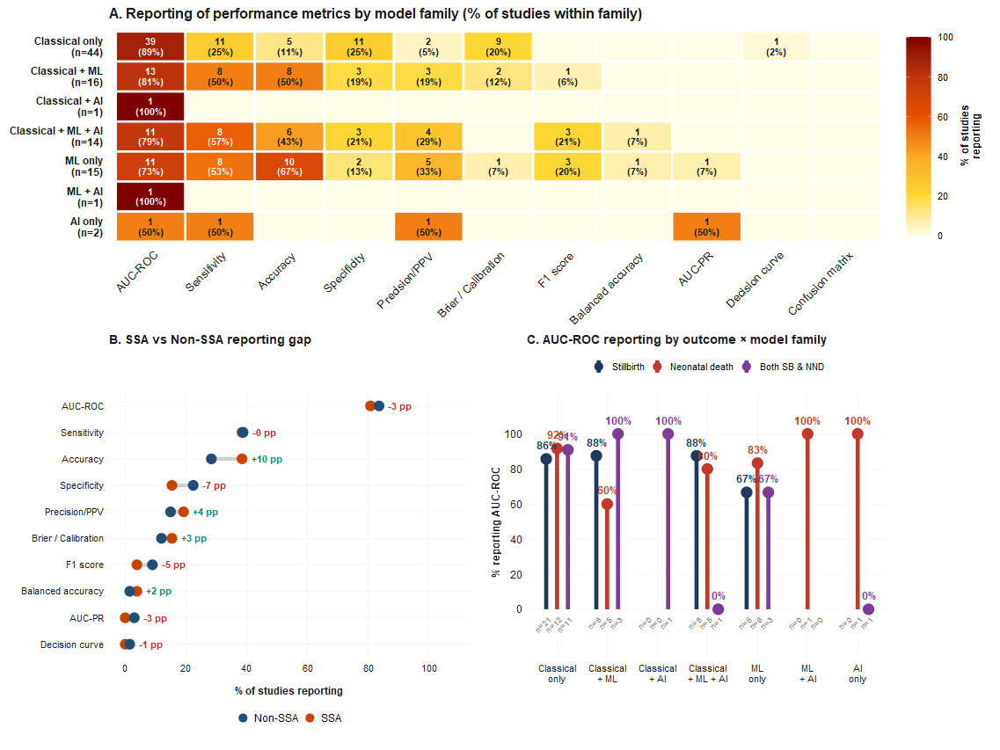 A. Reporting of performance metrics by model family (% of studies within family)
Classical only
(n=44)
39
(89%)
11
(25%)
5
(11%)
11
(25%)
2
(5%)
9
(20%)
1
(2%)
Classical + ML
(n=16)
13
(81%)
8
(50%)
8
(50%)
3
(19%)
3
(19%)
2
(12%)
1
(6%)
Classical + AI
(n=1)
1
(100%)
Classical + ML + AI
(n=14)
11
(79%)
8
(57%)
6
(43%)
3
(21%)
4
(29%)
3
(21%)
1
(7%)
ML only
(n=15)
11
(73%)
8
(53%)
10
(67%)
2
(13%)
5
(33%)
1
(7%)
3
(20%)
1
(7%)
1
(7%)
ML + AI
(n=1)
1
(100%)
AI only
(n=2)
1
(50%)
1
(50%)
1
(50%)
1
(50%)
AUC-ROC
Sensitivity
Accuracy
Specificity
Precision/PPV
Brier / Calibration
F1 score
Balanced accuracy
AUC-PR
Decision curve
Confusion matrix
100
80
60
40
20
0
% of studies
reporting
B. SSA vs Non-SSA reporting gap
AUC-ROC
-3 pp
Sensitivity
-0 pp
Accuracy
+10 pp
Specificity
-7 pp
Precision/PPV
+4 pp
Brier / Calibration
+3 pp
F1 score
-5 pp
Balanced accuracy
+2 pp
AUC-PR
-3 pp
Decision curve
-1 pp
0
20
40
60
80
100
% of studies reporting
Non-SSA
SSA
C. AUC-ROC reporting by outcome × model family
Stillbirth
Neonatal death
Both SB & NND
% reporting AUC-ROC
100
80
60
40
20
0
86%
92%
91%
88%
60%
100%
100%
88%
80%
0%
67%
83%
67%
100%
100%
0%
n=21
n=12
n=11
n=8
n=5
n=3
n=0
n=0
n=1
n=8
n=5
n=1
n=6
n=6
n=3
n=0
n=1
n=0
n=0
n=1
n=1
Classical
only
Classical
+ ML
Classical
+ AI
Classical
+ ML + AI
ML
only
ML
+ AI
AI
only